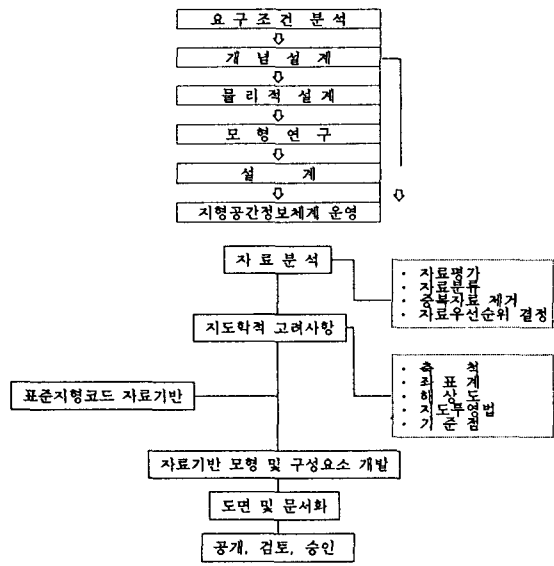 요 구 조 건 분 석
개 념 설 계
물 리 적 설 계
모 형 연 구
설 계
지형공간정보체계 운영
자 료 분 석
· 자료평가
· 자료분류
· 중복자료 제거
· 자료우선순위 결정
지도학적 고려사항
· 축 척
· 좌 표 계
· 해 상 도
· 지도투영법
· 기 준 점
표준지형코드 자료기반
자료기반 모형 및 구성요소 개발
도면 및 문서화
공개, 검토, 승인